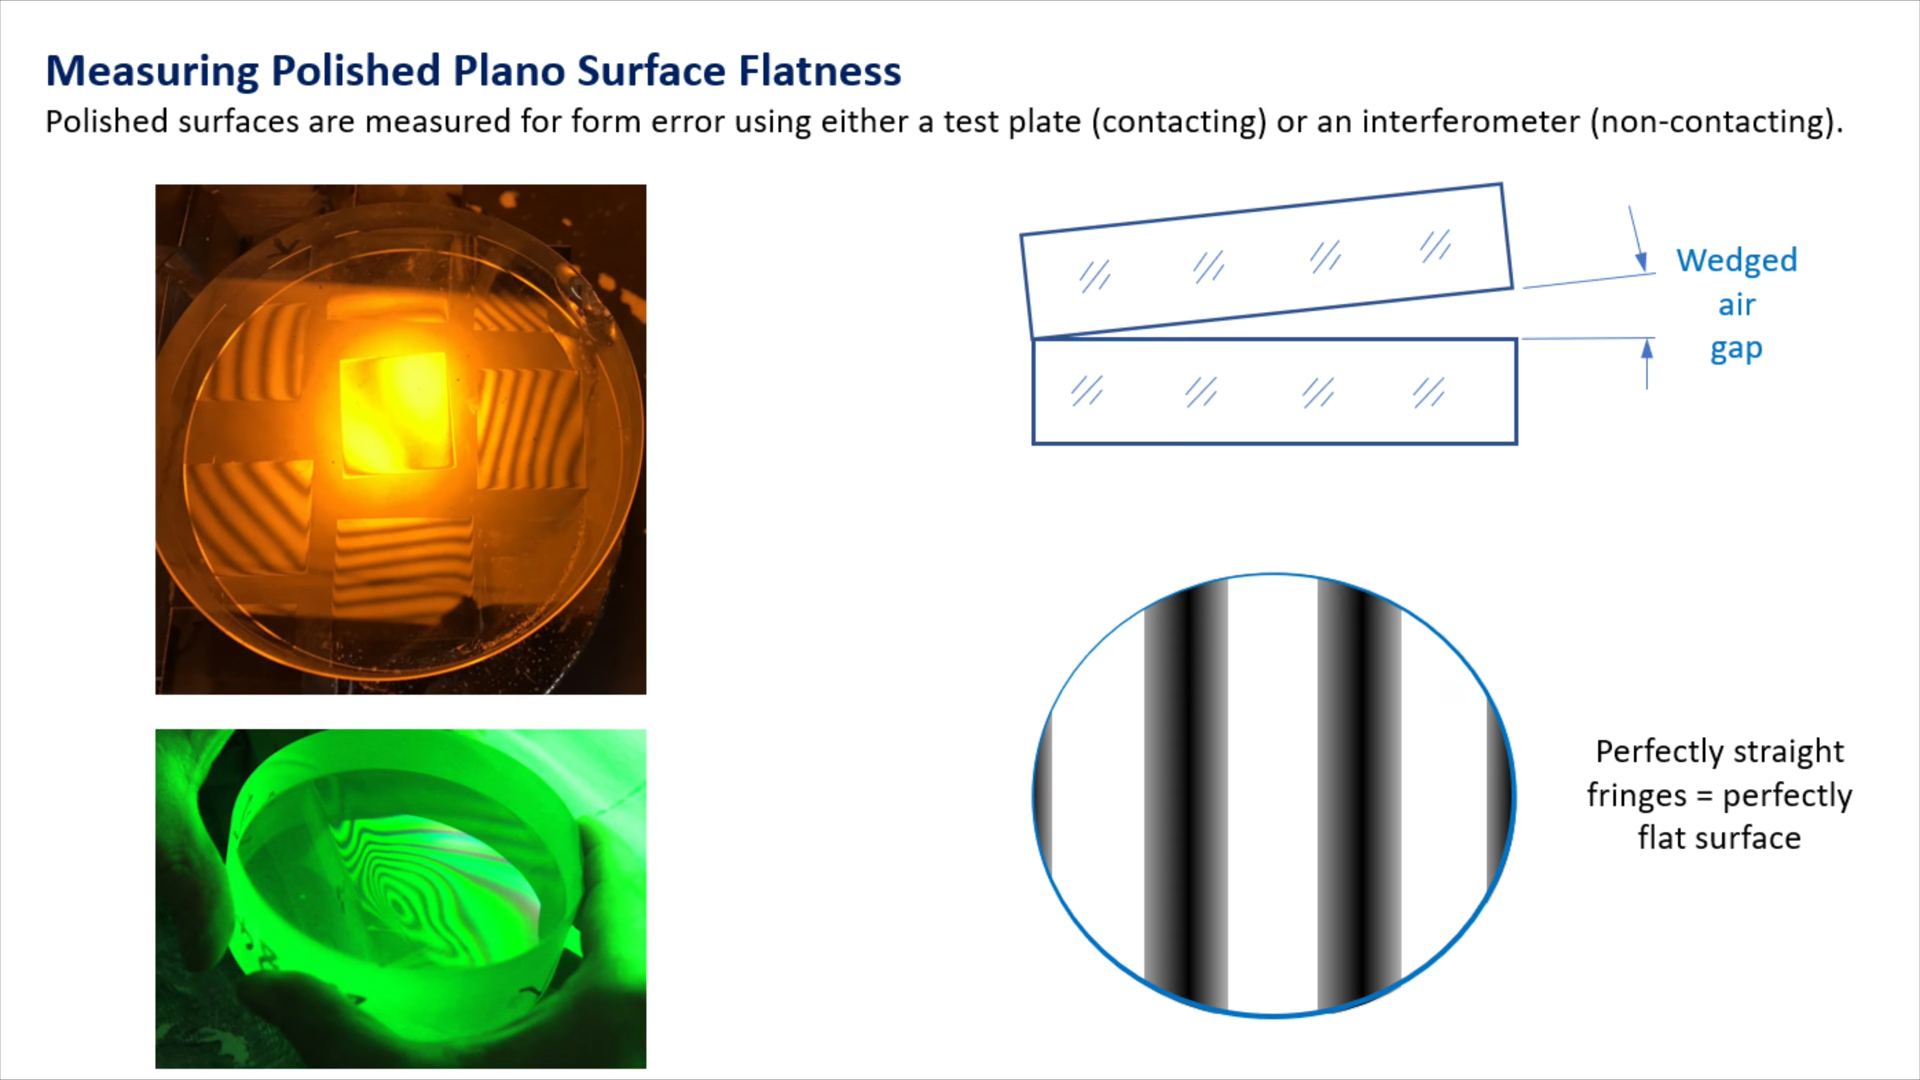 Measuring Polished Plano Surface Flatness
Polished surfaces are measured for form error using either a test plate (contacting) or an interferometer (non-contacting).
Wedged
air
gap
Perfectly straight
fringes = perfectly
flat surface